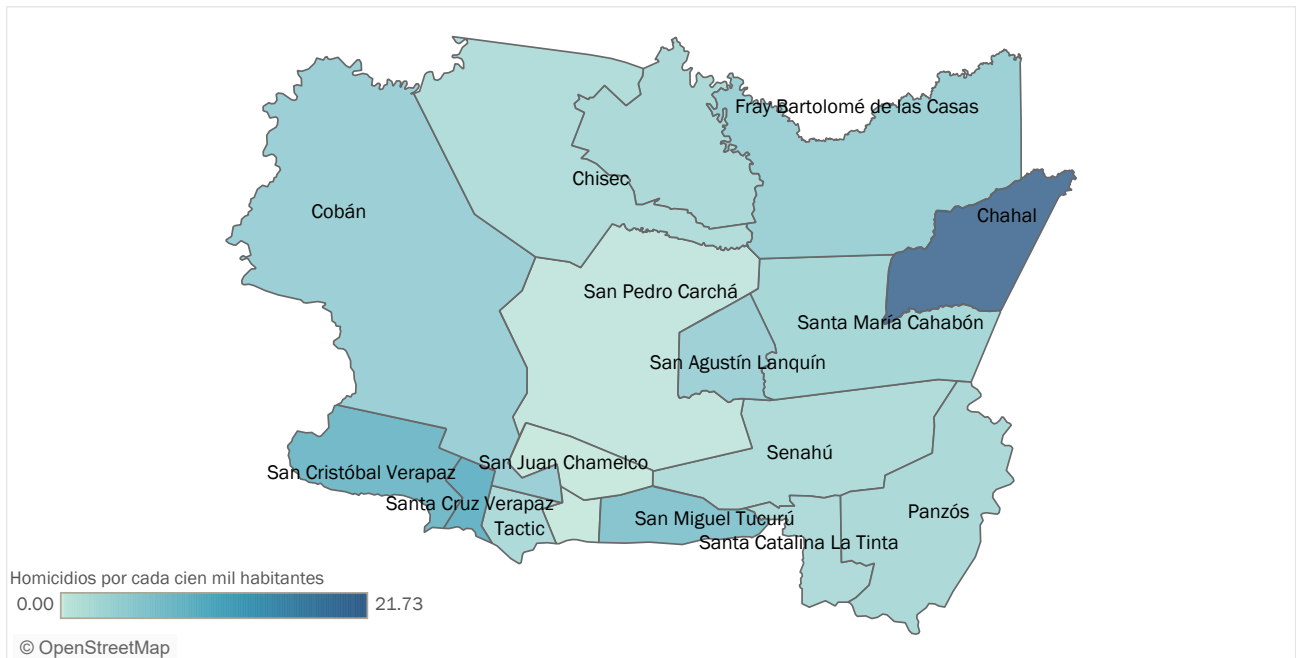 Fray Bartolomé de las Casas
Chisec
Cobán
Chahal
San Pedro Carchá
Santa María Cahabón
San Agustín Lanquín
Senahú
San Juan Chamelco
San Cristóbal Verapaz
Santa Cruz Verapaz
Panzós
San Miguel Tucurú
Tactic
Santa Catalina La Tinta
Homicidios por cada cien mil habitantes
0.00 21.73
© OpenStreetMap